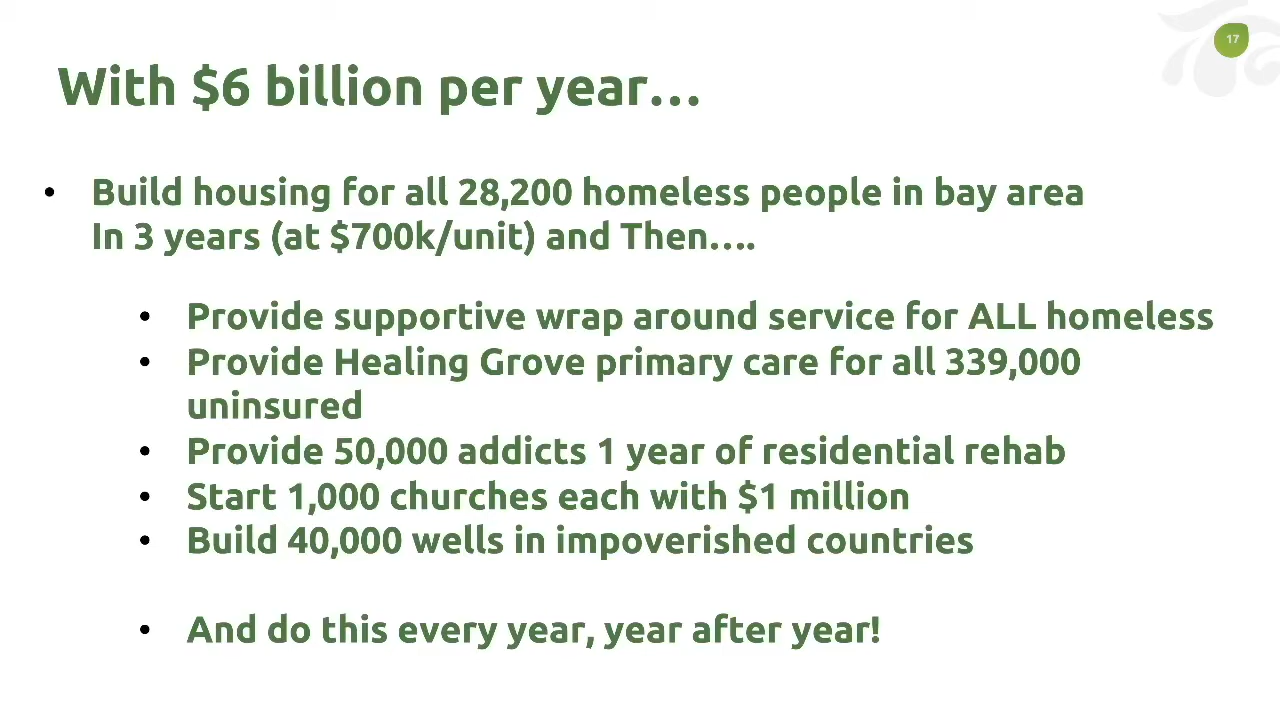 17
With $6 billion per year...
• Build housing for all 28,200 homeless people in bay area
In 3 years (at $700k/unit) and Then....
• Provide supportive wrap around service for ALL homeless
• Provide Healing Grove primary care for all 339,000
uninsured
• Provide 50,000 addicts 1 year of residential rehab
• Start 1,000 churches each with $1 million
• Build 40,000 wells in impoverished countries
• And do this every year, year after year!